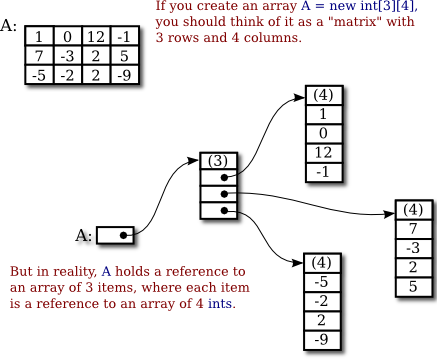 If you create an array A = new int[3][4],
you should think of it as a "matrix" with
3 rows and 4 columns.
A:
1 0 12 -1
7 -3 2 5
-5 -2 2 -9
(4)
1
0
12
-1
(3)
(4)
7
-3
2
5
A:
(4)
-5
-2
2
-9
But in reality, A holds a reference to
an array of 3 items, where each item
is a reference to an array of 4 ints.